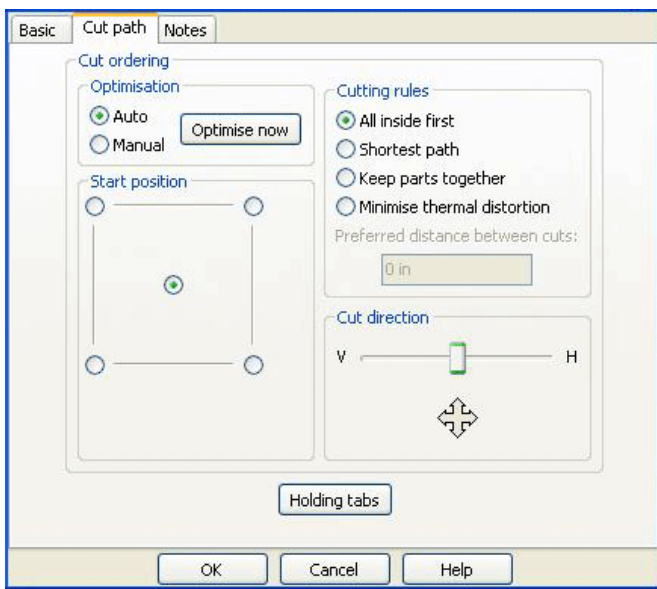 Basic
Cut path
Notes
Cut ordering
Optimisation
Auto
Manual
Optimise now
Start position
Cutting rules
All inside first
Shortest path
Keep parts together
Minimise thermal distortion
Preferred distance between cuts:
0 in
Cut direction
V
H
Holding tabs
OK
Cancel
Help